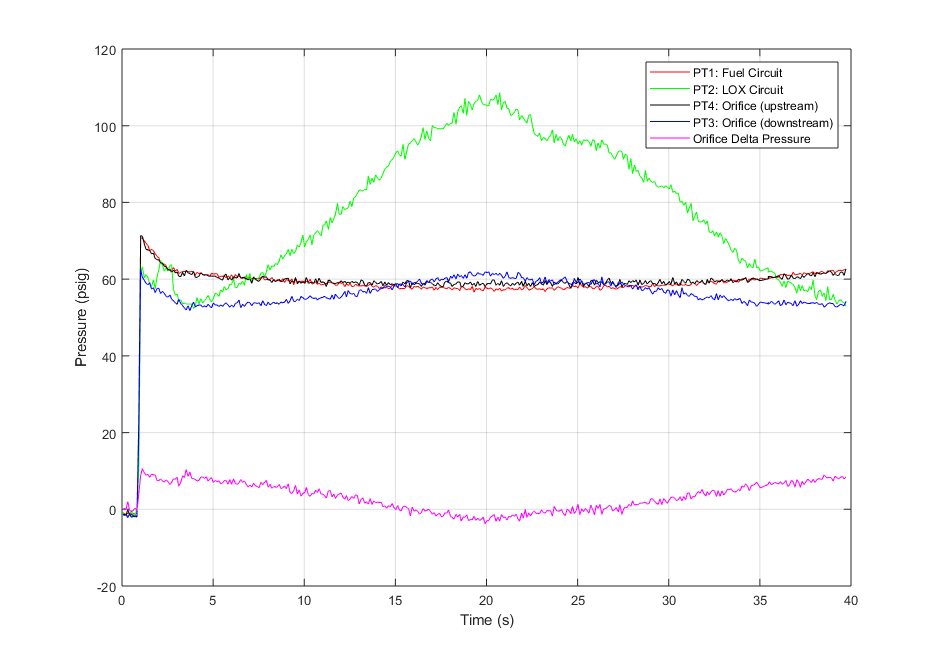 120
100
80
60
40
20
0
-20
0 5 10 15 20 25 30 35 40
Time (s)
Pressure (psig)
PT1: Fuel Circuit
PT2: LOX Circuit
PT4: Orifice (upstream)
PT3: Orifice (downstream)
Orifice Delta Pressure